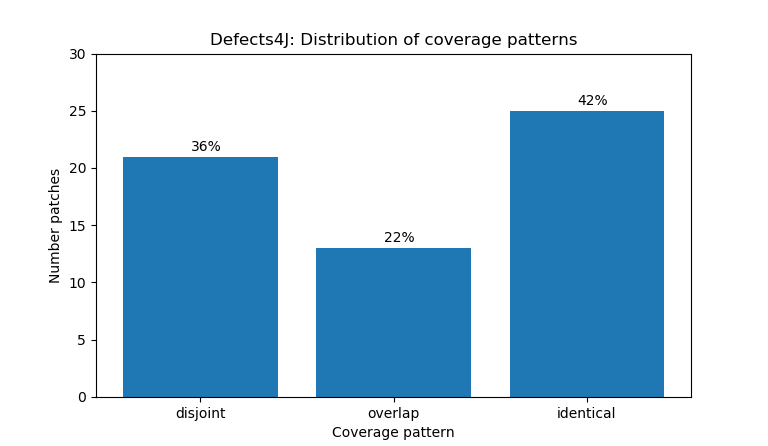 Defects4J: Distribution of coverage patterns
30
25
20
15
10
5
0
Number patches
36%
22%
42%
disjoint
overlap
identical
Coverage pattern